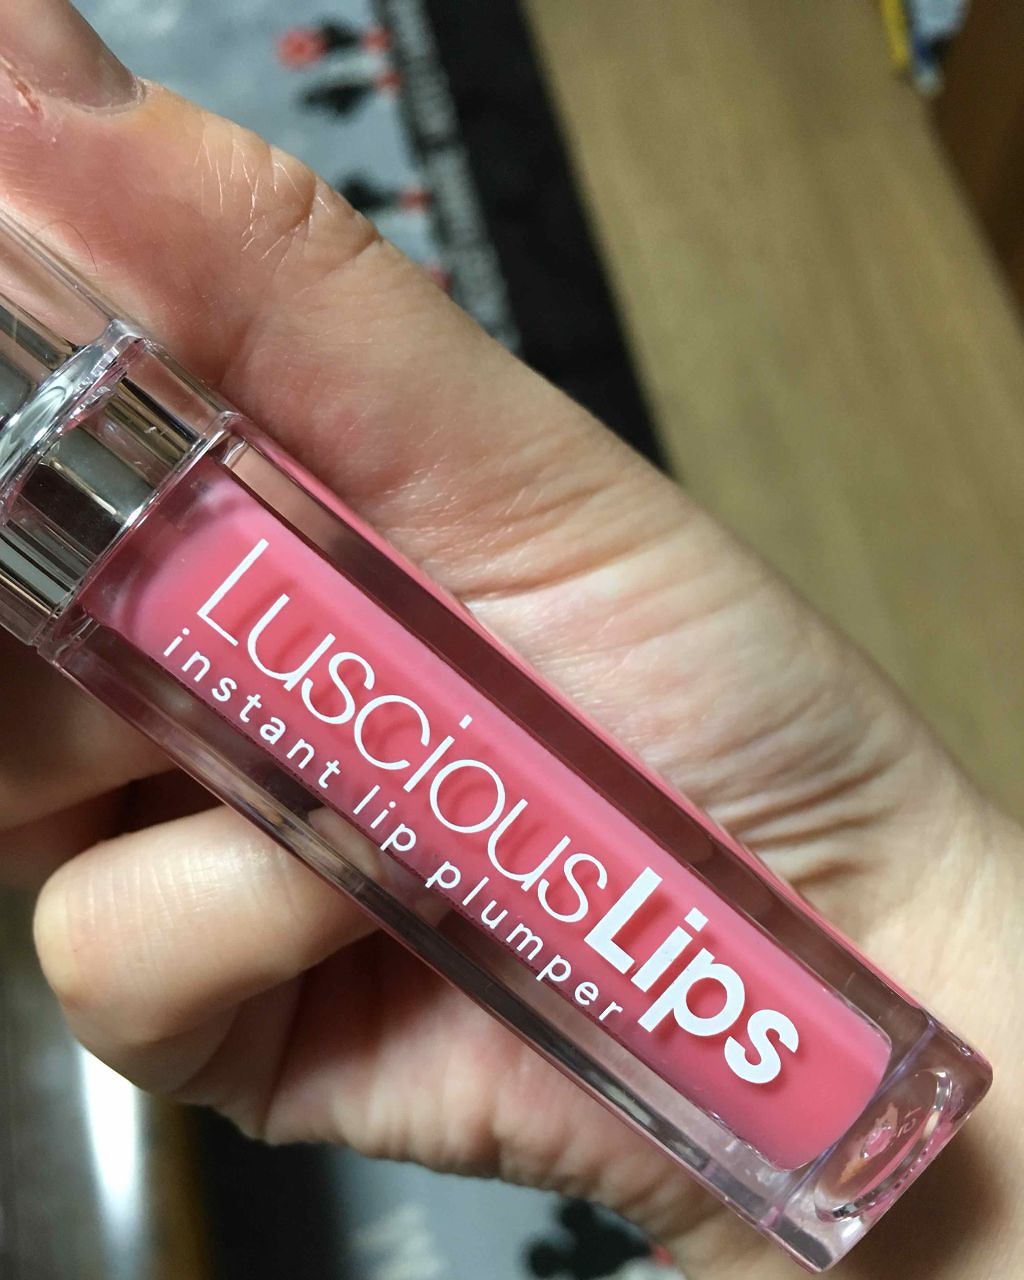 LusciousLips
instant lip plumper